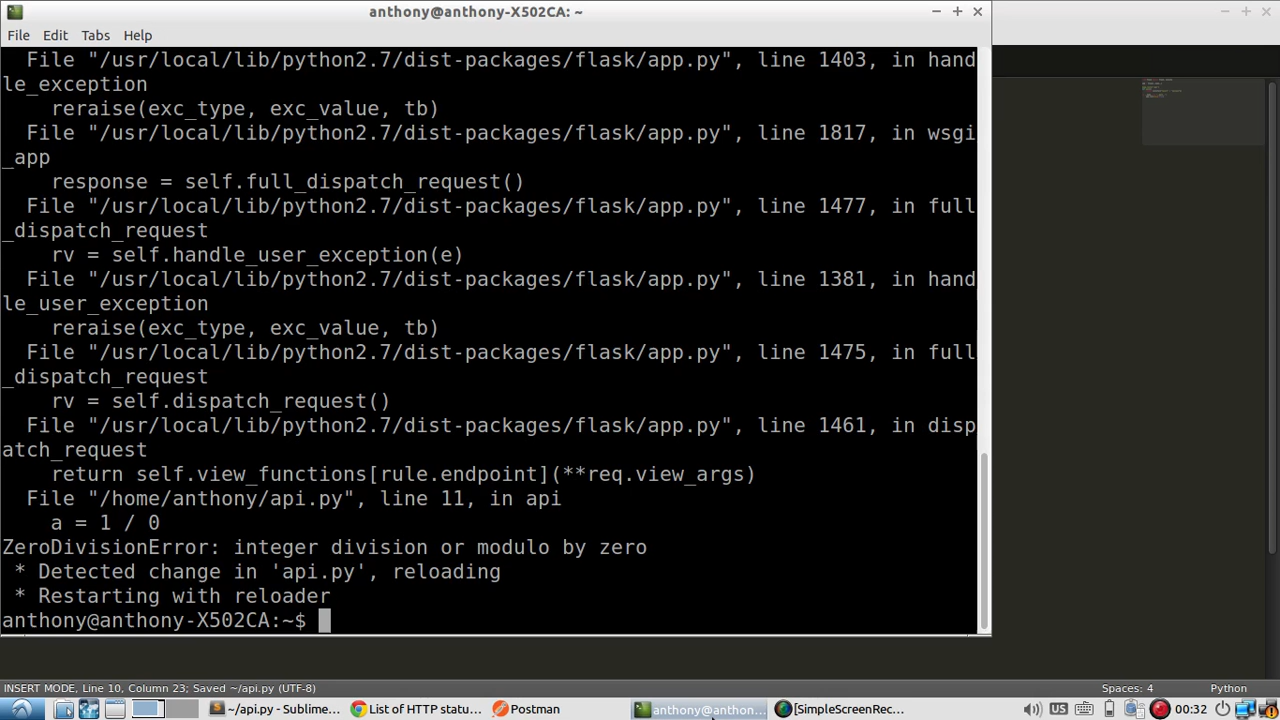 anthony@anthony-X502CA: ~
File Edit Tabs Help
File "/usr/local/lib/python2.7/dist-packages/flask/app.py", line 1403, in hand
le_exception
reraise(exc_type, exc_value, tb)
File "/usr/local/lib/python2.7/dist-packages/flask/app.py", line 1817, in wsgi
_app
response = self.full_dispatch_request()
File "/usr/local/lib/python2.7/dist-packages/flask/app.py", line 1477, in full
_dispatch_request
rv = self.handle_user_exception(e)
File "/usr/local/lib/python2.7/dist-packages/flask/app.py", line 1381, in hand
le_user_exception
reraise(exc_type, exc_value, tb)
File "/usr/local/lib/python2.7/dist-packages/flask/app.py", line 1475, in full
_dispatch_request
rv = self.dispatch_request()
File "/usr/local/lib/python2.7/dist-packages/flask/app.py", line 1461, in disp
atch_request
return self.view_functions[rule.endpoint](**req.view_args)
File "/home/anthony/api.py", line 11, in api
a = 1 / 0
ZeroDivisionError: integer division or modulo by zero
* Detected change in 'api.py', reloading
* Restarting with reloader
anthony@anthony-X502CA:~$
INSERT MODE, Line 10, Column 23; Saved ~/api.py (UTF-8) Spaces: 4 Python
~/api.py - Sublime... List of HTTP statu... Postman anthony@anthon... [SimpleScreenRec... US 00:32